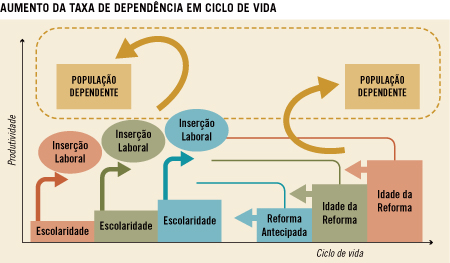 AUMENTO DA TAXA DE DEPENDÊNCIA EM CICLO DE VIDA
POPULAÇÃO
DEPENDENTE
POPULAÇÃO
DEPENDENTE
Inserção
Laboral
Inserção
Laboral
Inserção
Laboral
Produtividade
Escolaridade
Escolaridade
Escolaridade
Reforma
Antecipada
Idade da
Reforma
Idade da
Reforma
Ciclo de vida